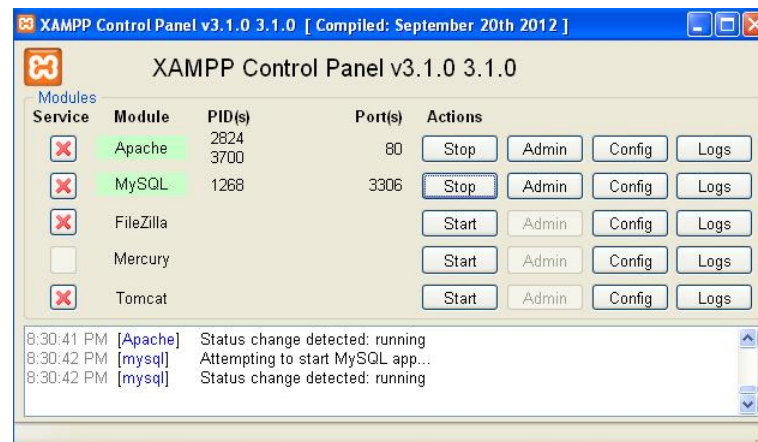 XAMPP Control Panel v3.1.0 3.1.0 [ Compiled: September 20th 2012 ]
XAMPP Control Panel v3.1.0 3.1.0
Modules
Service Module PID(s) Port(s) Actions
Apache 2824 3700 80 Stop Admin Config Logs
MySQL 1268 3306 Stop Admin Config Logs
FileZilla Start Admin Config Logs
Mercury Start Admin Config Logs
Tomcat Start Admin Config Logs
8:30:41 PM [Apache] Status change detected: running
8:30:42 PM [mysql] Attempting to start MySQL app...
8:30:42 PM [mysql] Status change detected: running